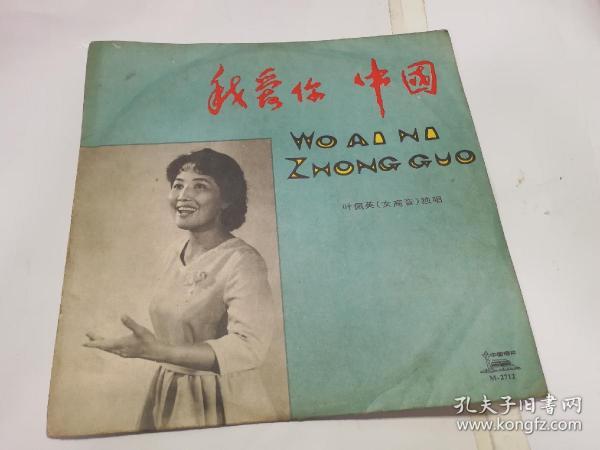 我爱你 中國
WO AI NI
ZHONG GUO
叶佩英(女高音)独唱
中国唱片
M-2712
孔夫子旧书网
www.kongfz.com